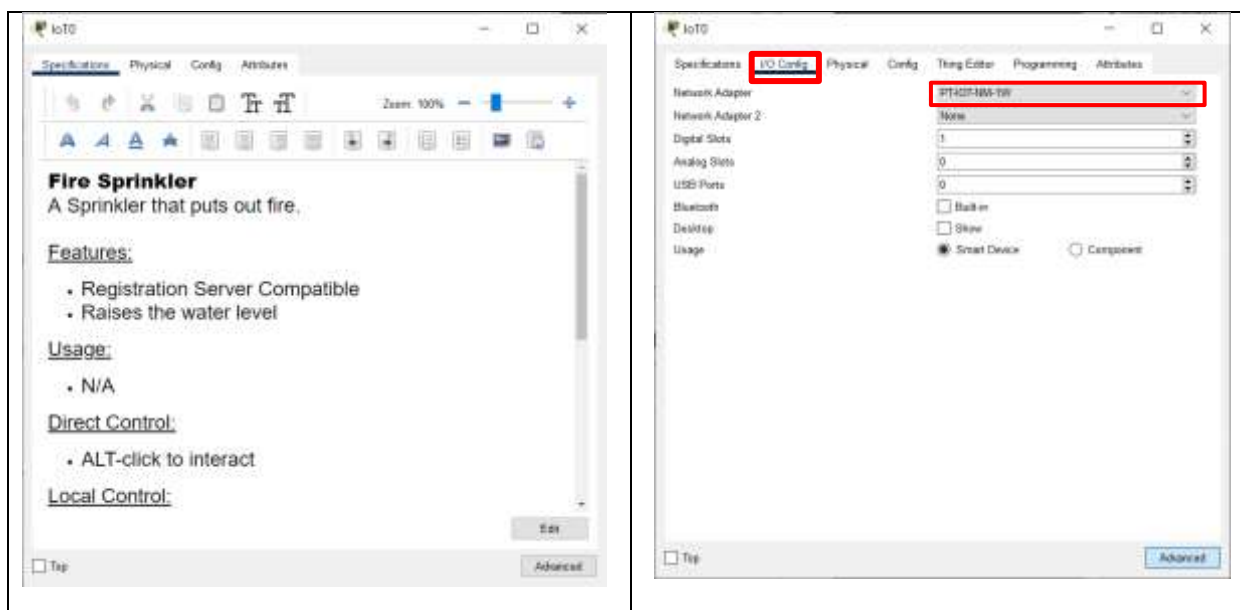 IoT0
Specifications Physical Config Attributes
Zoom: 100%
Fire Sprinkler
A Sprinkler that puts out fire.
Features:
• Registration Server Compatible
• Raises the water level
Usage:
• N/A
Direct Control:
• ALT-click to interact
Local Control:
Edit
Top
Advanced
IoT0
Specifications I/O Config Physical Config Thing Editor Programming Attributes
Network Adapter PT-IOT-NM-1W
Network Adapter 2 None
Digital Slots 1
Analog Slots 0
USB Ports 0
Bluetooth Built-in
Desktop Show
Usage Smart Device Component
Top
Advanced